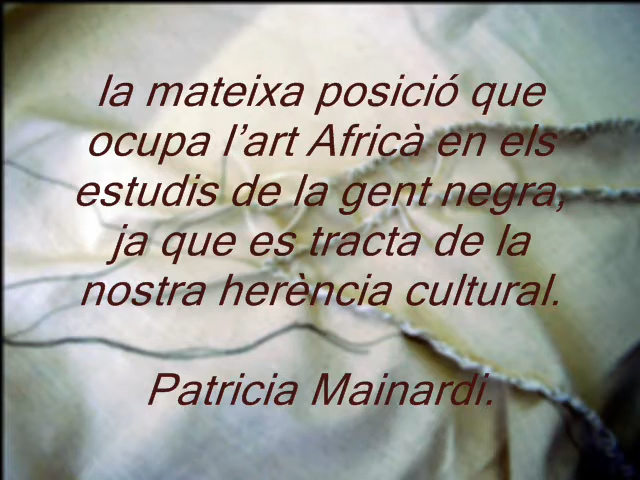 la mateixa posició que
ocupa l’art Africà en els
estudis de la gent negra,
ja que es tracta de la
nostra herència cultural.
Patricia Mainardi.